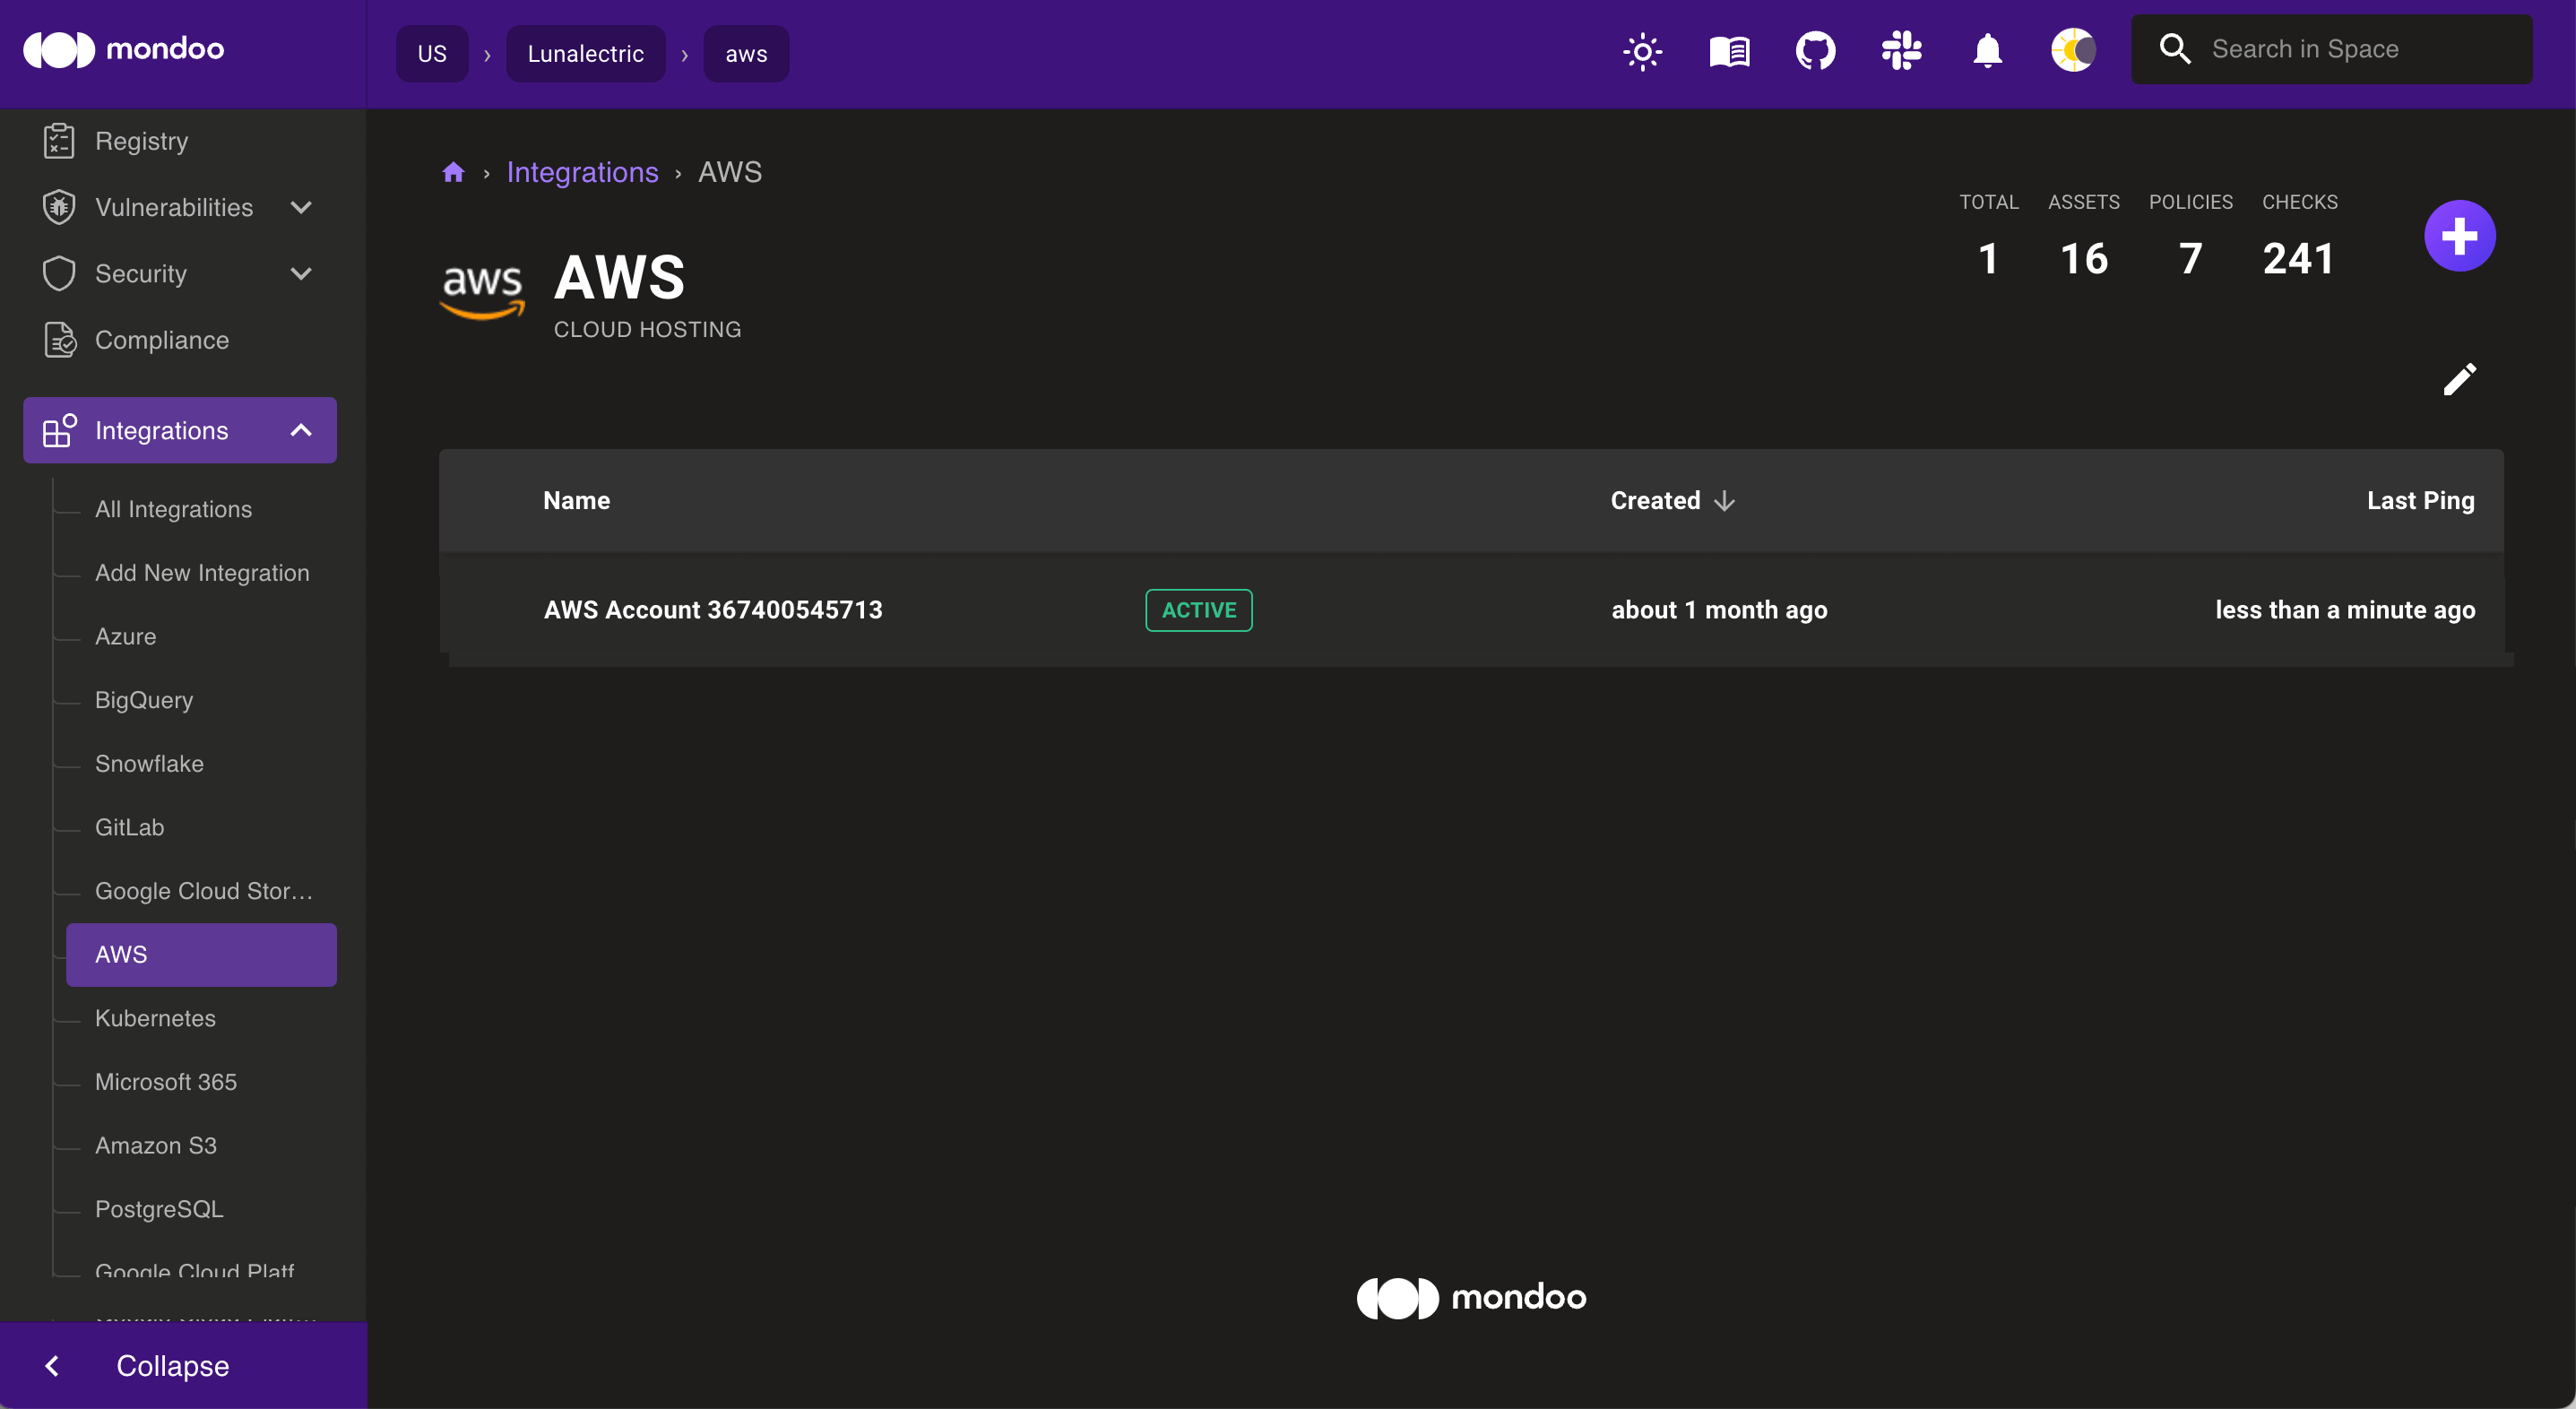 mondoo
US › Lunalectric › aws
Search in Space
Registry
Vulnerabilities
Security
Compliance
Integrations
All Integrations
Add New Integration
Azure
BigQuery
Snowflake
GitLab
Google Cloud Stor...
AWS
Kubernetes
Microsoft 365
Amazon S3
PostgreSQL
Google Cloud Platf
Collapse
› Integrations › AWS
aws
AWS
CLOUD HOSTING
TOTAL ASSETS POLICIES CHECKS
1 16 7 241
Name Created Last Ping
AWS Account 367400545713 ACTIVE about 1 month ago less than a minute ago
mondoo